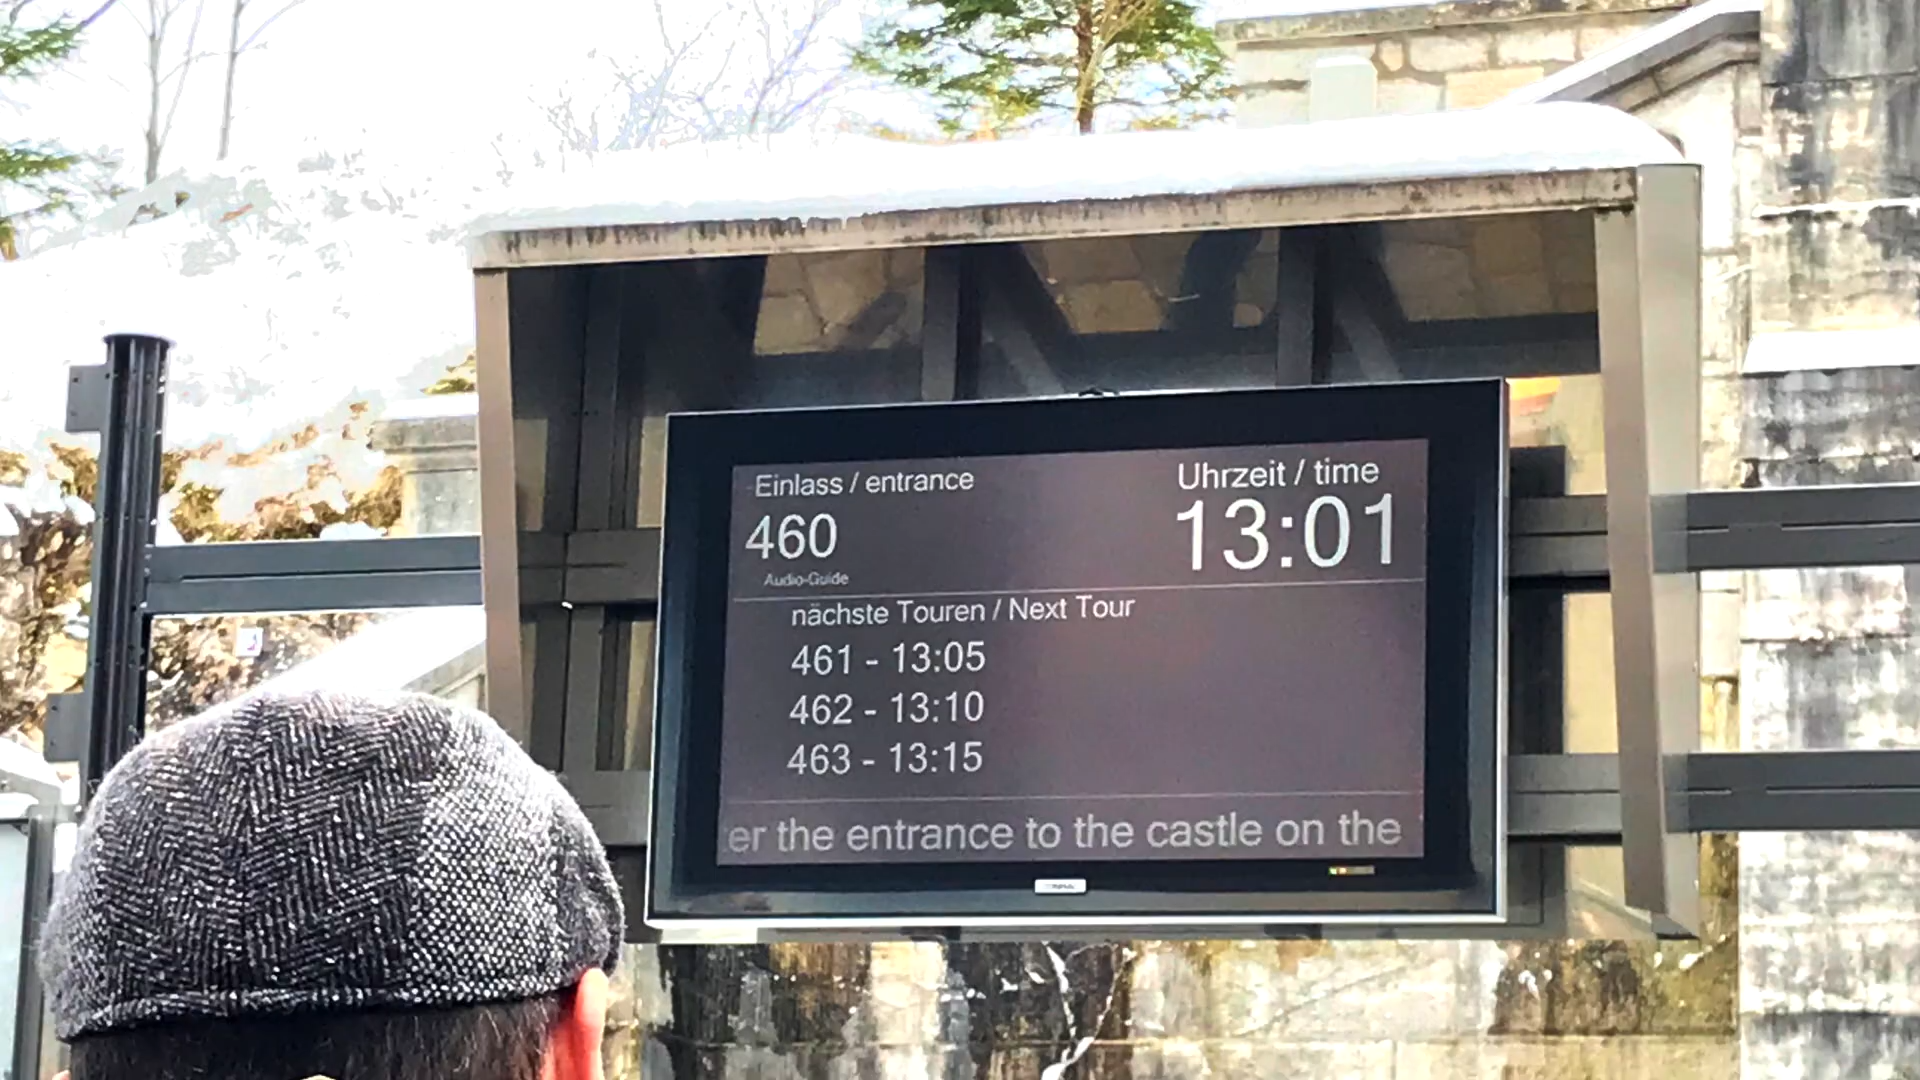 Einlass / entrance
460
Audio-Guide
Uhrzeit / time
13:01
nächste Touren / Next Tour
461 - 13:05
462 - 13:10
463 - 13:15
er the entrance to the castle on the